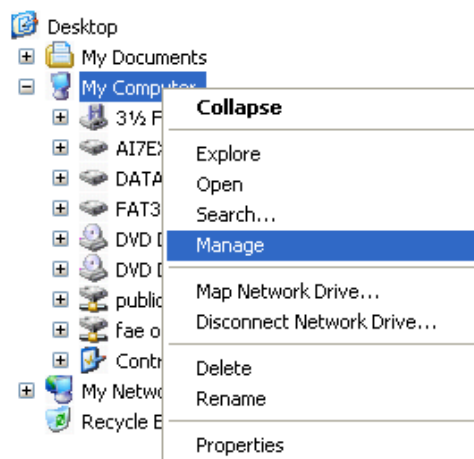 Desktop
My Documents
My Computer
3½ F
AI7EX
DATA
FAT3
DVD D
DVD D
public
fae o
Contr
My Netwo
Recycle B
Collapse
Explore
Open
Search...
Manage
Map Network Drive...
Disconnect Network Drive...
Delete
Rename
Properties